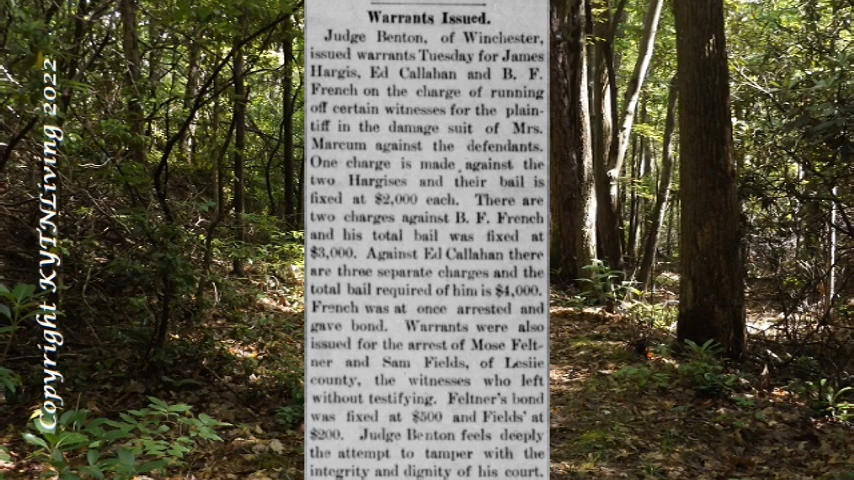 Copyright KYTNLiving 2022
Warrants Issued.
Judge Benton, of Winchester,
issued warrants Tuesday for James
Hargis, Ed Callahan and B. F.
French on the charge of running
off certain witnesses for the plain-
tiff in the damage suit of Mrs.
Marcum against the defendants.
One charge is made against the
two Hargises and their bail is
fixed at $2,000 each. There are
two charges against B. F. French
and his total bail was fixed at
$3,000. Against Ed Callahan there
are three separate charges and the
total bail required of him is $4,000.
French was at once arrested and
gave bond. Warrants were also
issued for the arrest of Mose Felt-
ner and Sam Fields, of Leslie
county, the witnesses who left
without testifying. Feltner's bond
was fixed at $500 and Fields' at
$200. Judge Benton feels deeply
the attempt to tamper with the
integrity and dignity of his court.